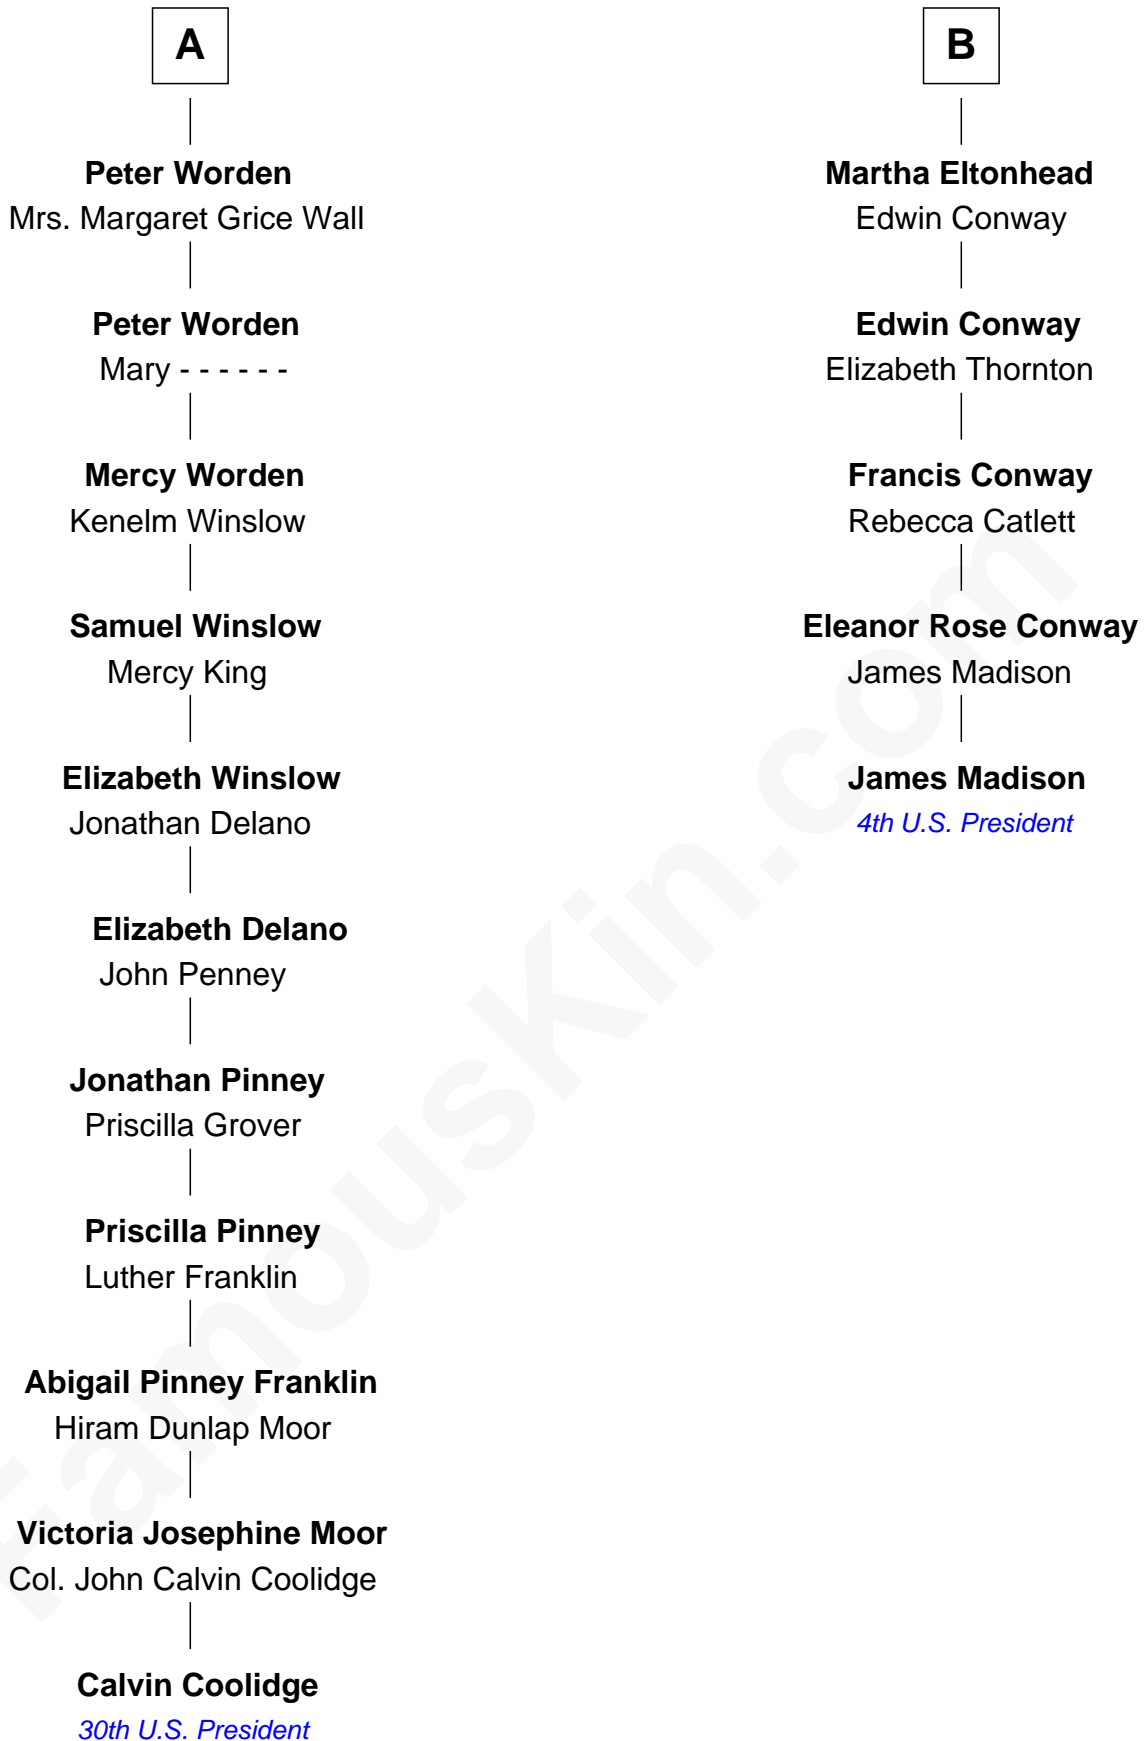 A
Peter Worden
Mrs. Margaret Grice Wall
Peter Worden
Mary - - - - - -
Mercy Worden
Kenelm Winslow
Samuel Winslow
Mercy King
Elizabeth Winslow
Jonathan Delano
Elizabeth Delano
John Penney
Jonathan Pinney
Priscilla Grover
Priscilla Pinney
Luther Franklin
Abigail Pinney Franklin
Hiram Dunlap Moor
Victoria Josephine Moor
Col. John Calvin Coolidge
Calvin Coolidge
30th U.S. President
B
Martha Eltonhead
Edwin Conway
Edwin Conway
Elizabeth Thornton
Francis Conway
Rebecca Catlett
Eleanor Rose Conway
James Madison
James Madison
4th U.S. President
FamousKin.com